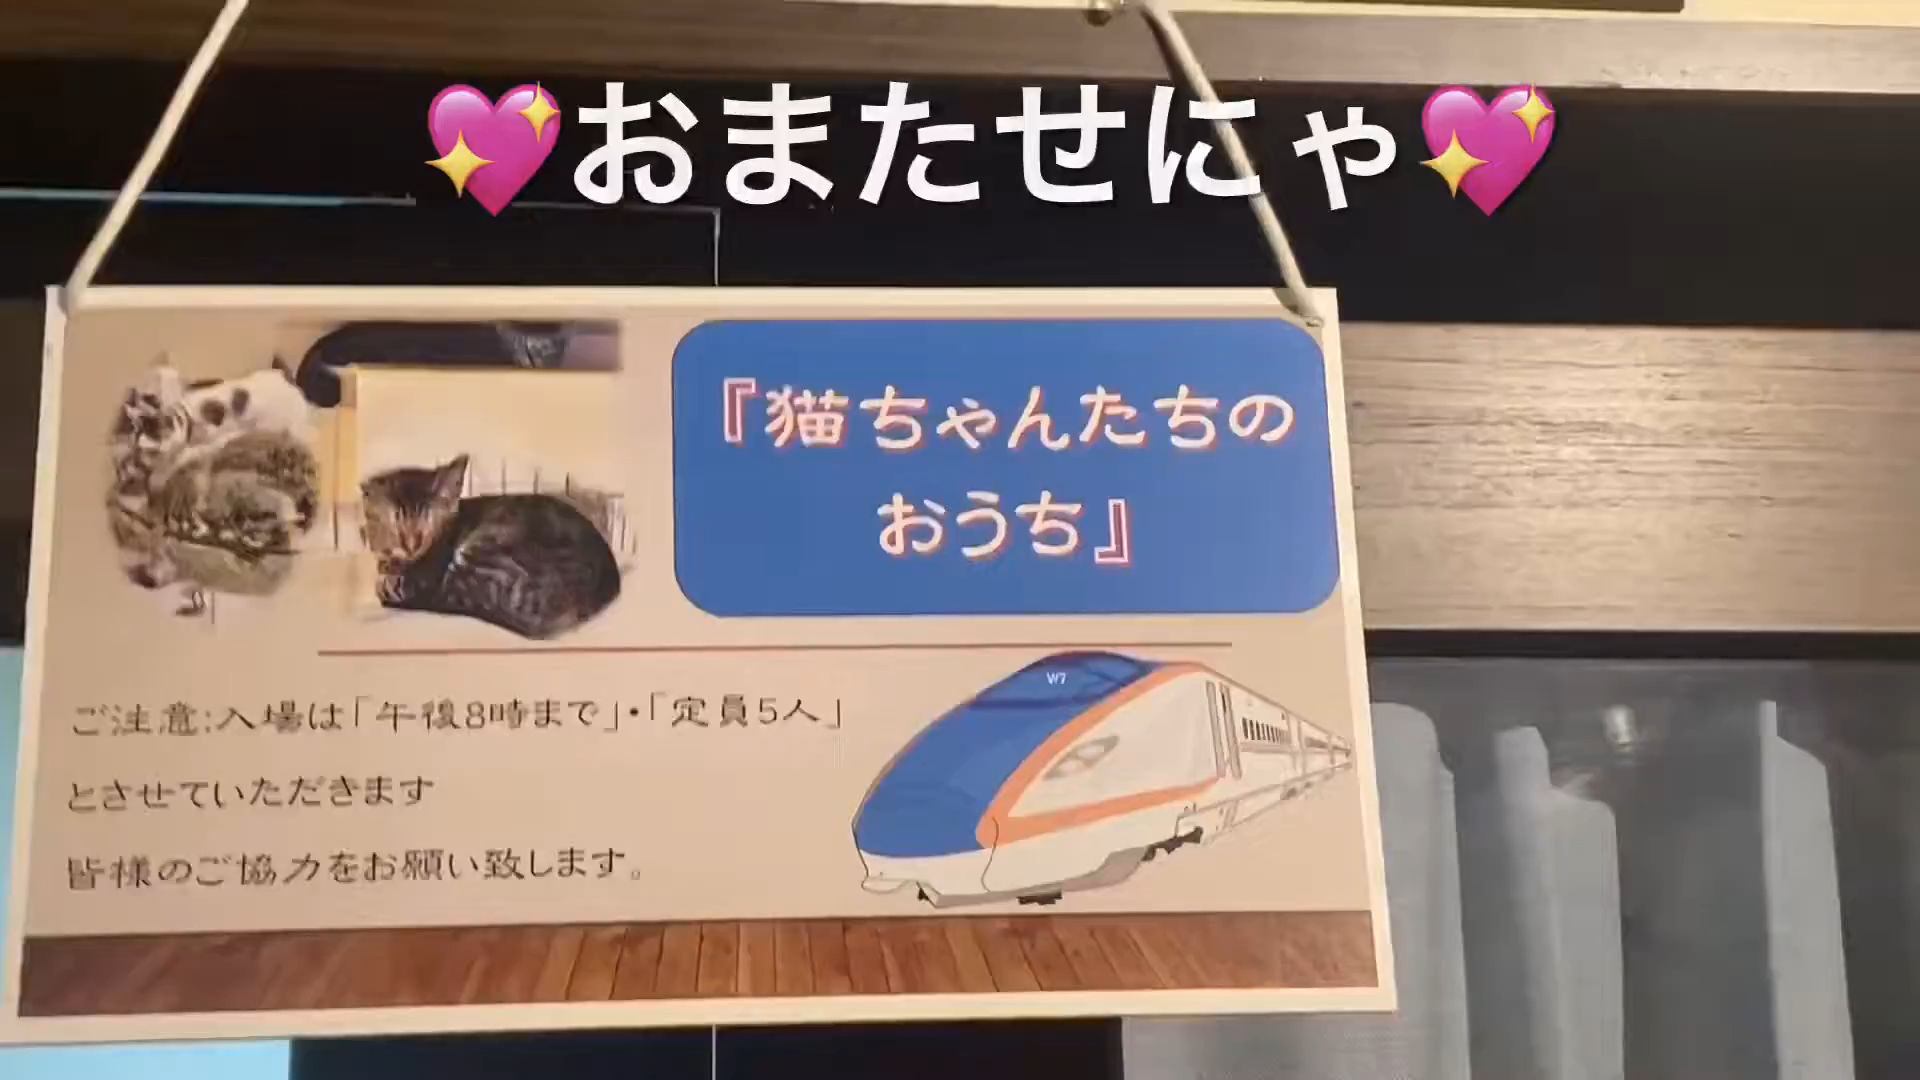 💖おまたせにゃ💖
『猫ちゃんたちの
おうち』
W7
ご注意:入場は「午後8時まで」・「定員5人」
とさせていただきます
皆様のご協力をお願い致します。